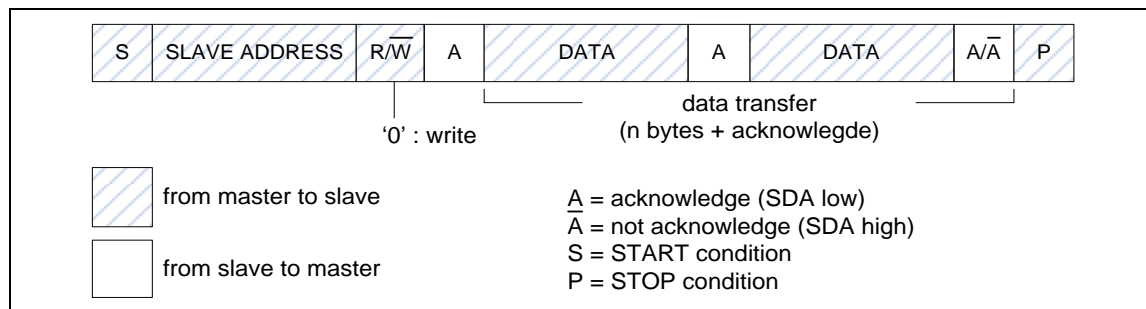 S SLAVE ADDRESS R/W̅ A DATA A DATA A/A̅ P
data transfer
(n bytes + acknowlegde)
‘0’ : write
from master to slave
from slave to master
A = acknowledge (SDA low)
A̅ = not acknowledge (SDA high)
S = START condition
P = STOP condition